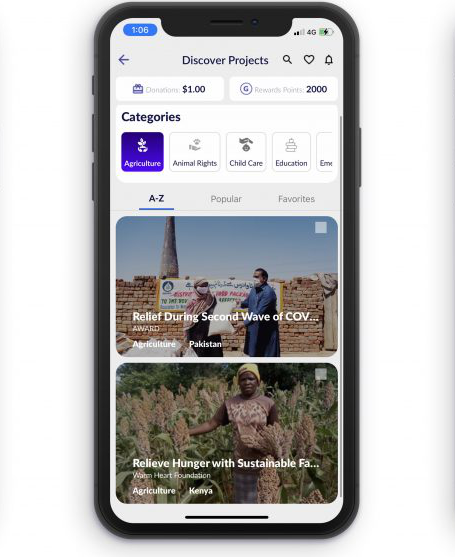 1:06
4G
Discover Projects
Donations: $1.00
G Rewards Points: 2000
Categories
Agriculture
Animal Rights
Child Care
Education
Eme
A-Z
Popular
Favorites
Relief During Second Wave of COV...
AWARD
Agriculture Pakistan
Relieve Hunger with Sustainable Fa...
Warm Heart Foundation
Agriculture Kenya